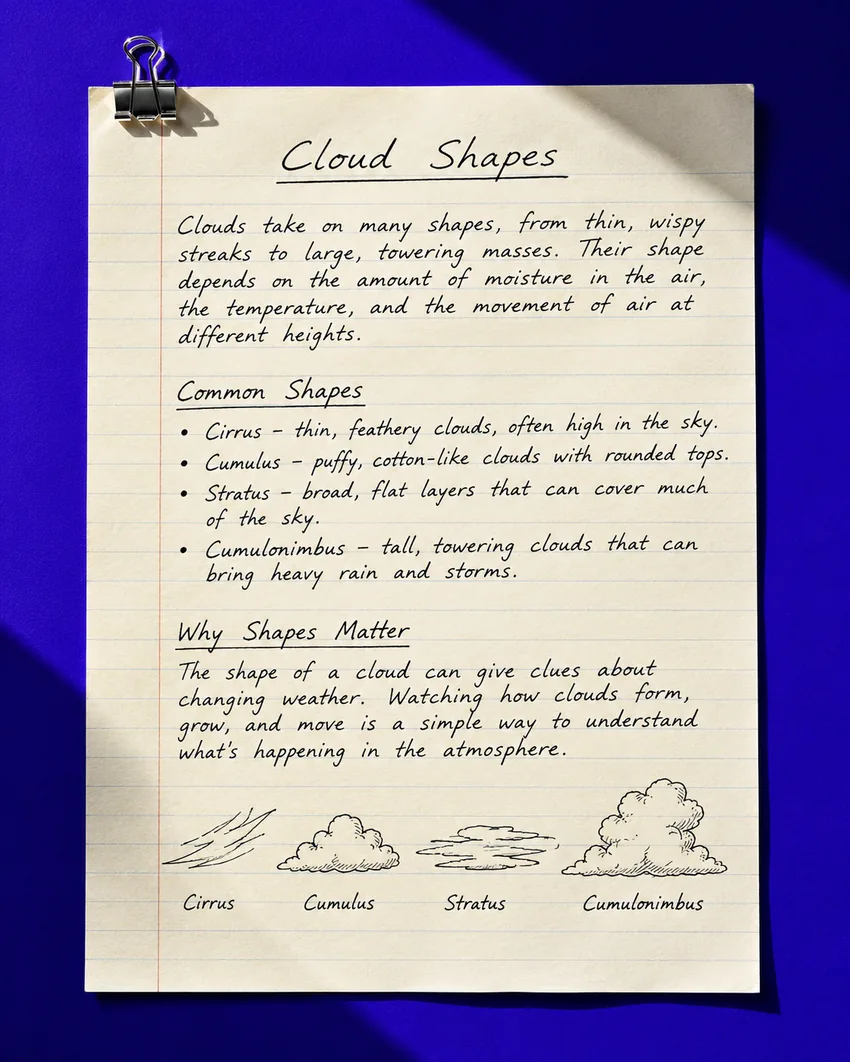 Cloud Shapes
Clouds take on many shapes, from thin, wispy
streaks to large, towering masses. Their shape
depends on the amount of moisture in the air,
the temperature, and the movement of air at
different heights.
Common Shapes
• Cirrus – thin, feathery clouds, often high in the sky.
• Cumulus – puffy, cotton-like clouds with rounded tops.
• Stratus – broad, flat layers that can cover much
of the sky.
• Cumulonimbus – tall, towering clouds that can
bring heavy rain and storms.
Why Shapes Matter
The shape of a cloud can give clues about
changing weather. Watching how clouds form,
grow, and move is a simple way to understand
what's happening in the atmosphere.
Cirrus Cumulus Stratus Cumulonimbus